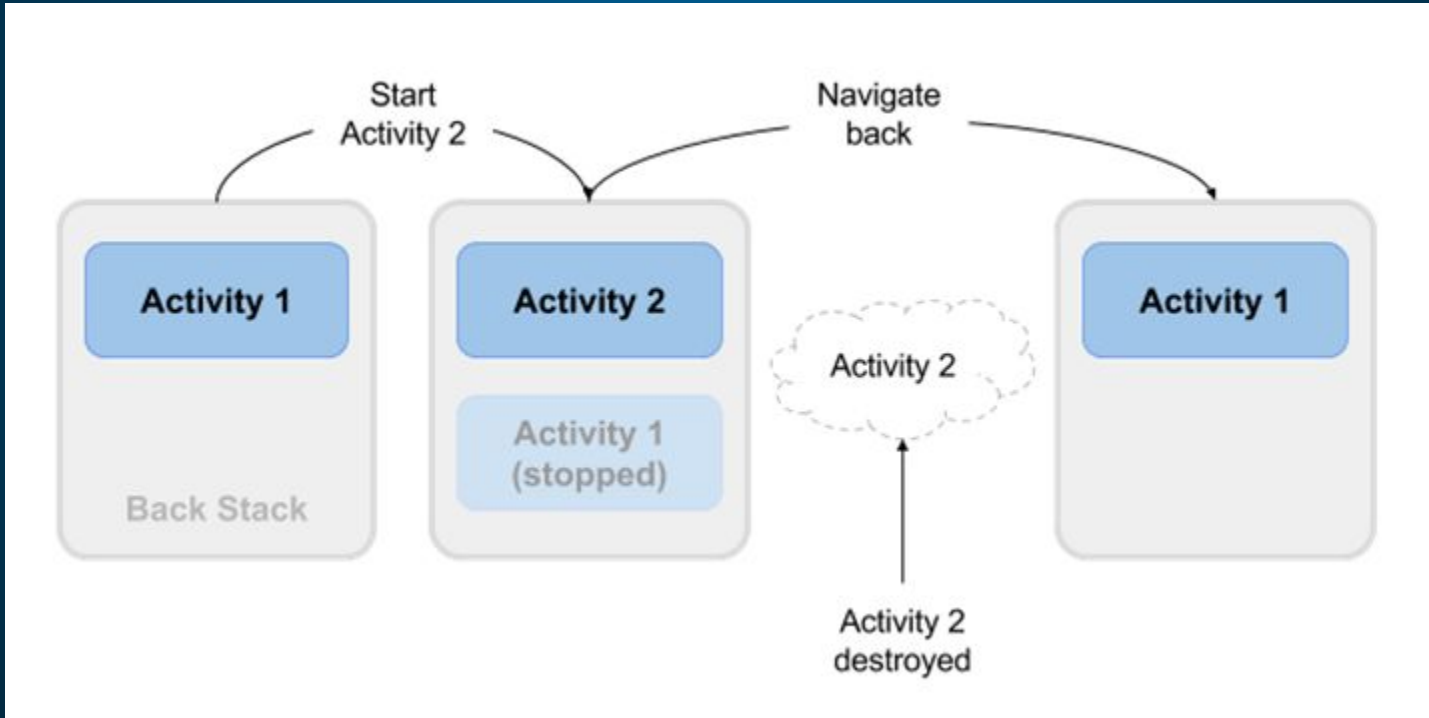 Start
Activity 2
Navigate
back
Activity 1
Back Stack
Activity 2
Activity 1
(stopped)
Activity 2
Activity 2
destroyed
Activity 1